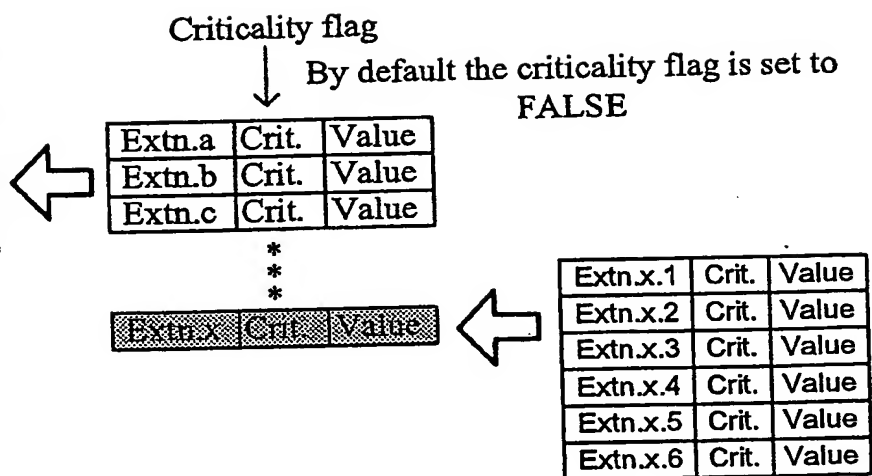 Criticality flag
By default the criticality flag is set to
FALSE
Extn.a Crit. Value
Extn.b Crit. Value
Extn.c Crit. Value
*
*
*
Extn.x Crit. Value
Extn.x.1 Crit. Value
Extn.x.2 Crit. Value
Extn.x.3 Crit. Value
Extn.x.4 Crit. Value
Extn.x.5 Crit. Value
Extn.x.6 Crit. Value